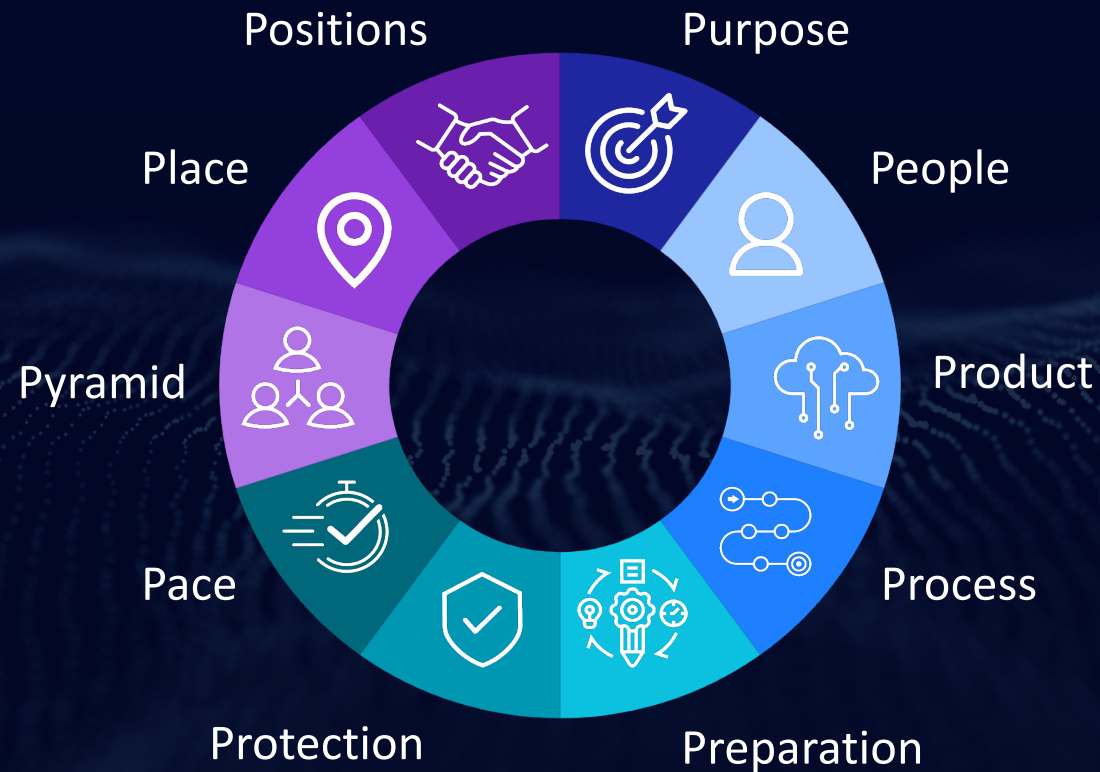 Positions
Purpose
Place
People
Pyramid
Product
Pace
Process
Protection
Preparation